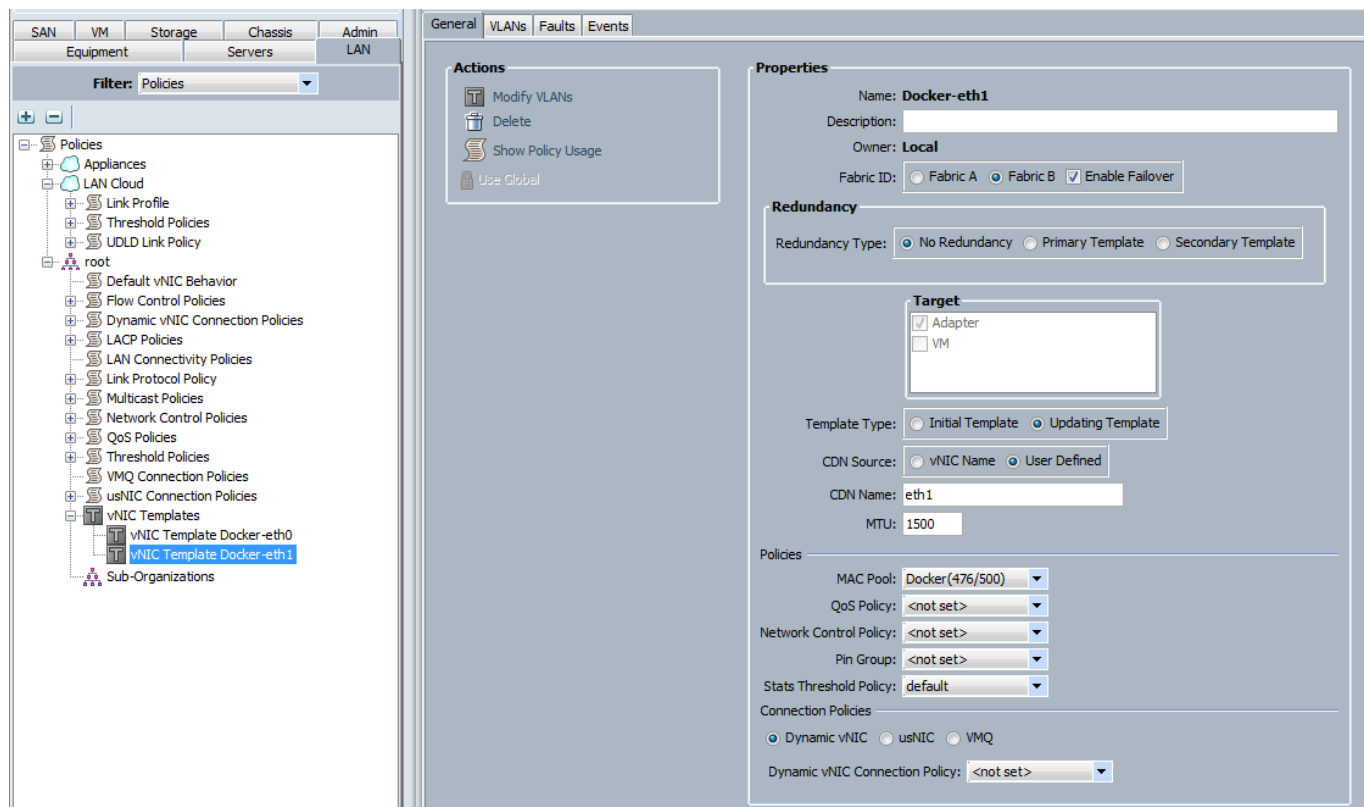 SAN VM Storage Chassis Admin
Equipment Servers LAN
Filter: Policies
Policies
Appliances
LAN Cloud
Link Profile
Threshold Policies
UDLD Link Policy
root
Default vNIC Behavior
Flow Control Policies
Dynamic vNIC Connection Policies
LACP Policies
LAN Connectivity Policies
Link Protocol Policy
Multicast Policies
Network Control Policies
QoS Policies
Threshold Policies
VMQ Connection Policies
usNIC Connection Policies
vNIC Templates
vNIC Template Docker-eth0
vNIC Template Docker-eth1
Sub-Organizations
General VLANs Faults Events
Actions
Modify VLANs
Delete
Show Policy Usage
Use Global
Properties
Name: Docker-eth1
Description:
Owner: Local
Fabric ID: Fabric A Fabric B Enable Failover
Redundancy
Redundancy Type: No Redundancy Primary Template Secondary Template
Target
Adapter
VM
Template Type: Initial Template Updating Template
CDN Source: vNIC Name User Defined
CDN Name: eth1
MTU: 1500
Policies
MAC Pool: Docker(476/500)
QoS Policy: <not set>
Network Control Policy: <not set>
Pin Group: <not set>
Stats Threshold Policy: default
Connection Policies
Dynamic vNIC usNIC VMQ
Dynamic vNIC Connection Policy: <not set>